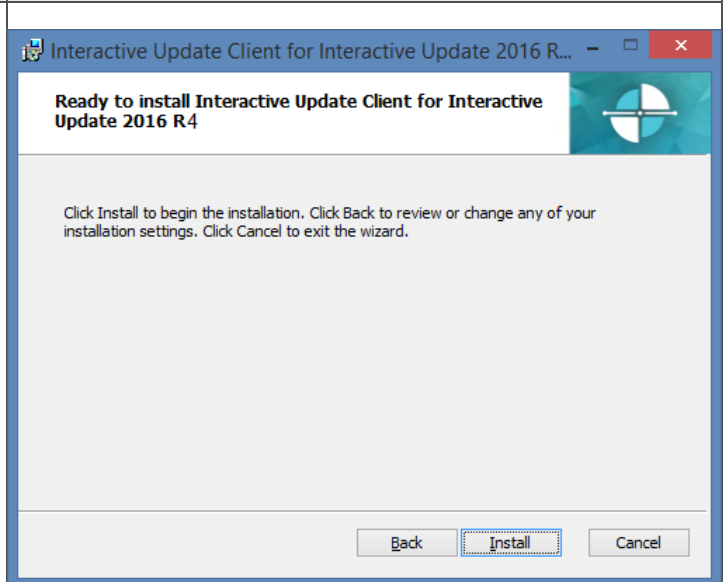 Interactive Update Client for Interactive Update 2016 R...
Ready to install Interactive Update Client for Interactive
Update 2016 R4
Click Install to begin the installation. Click Back to review or change any of your
installation settings. Click Cancel to exit the wizard.
Back Install Cancel